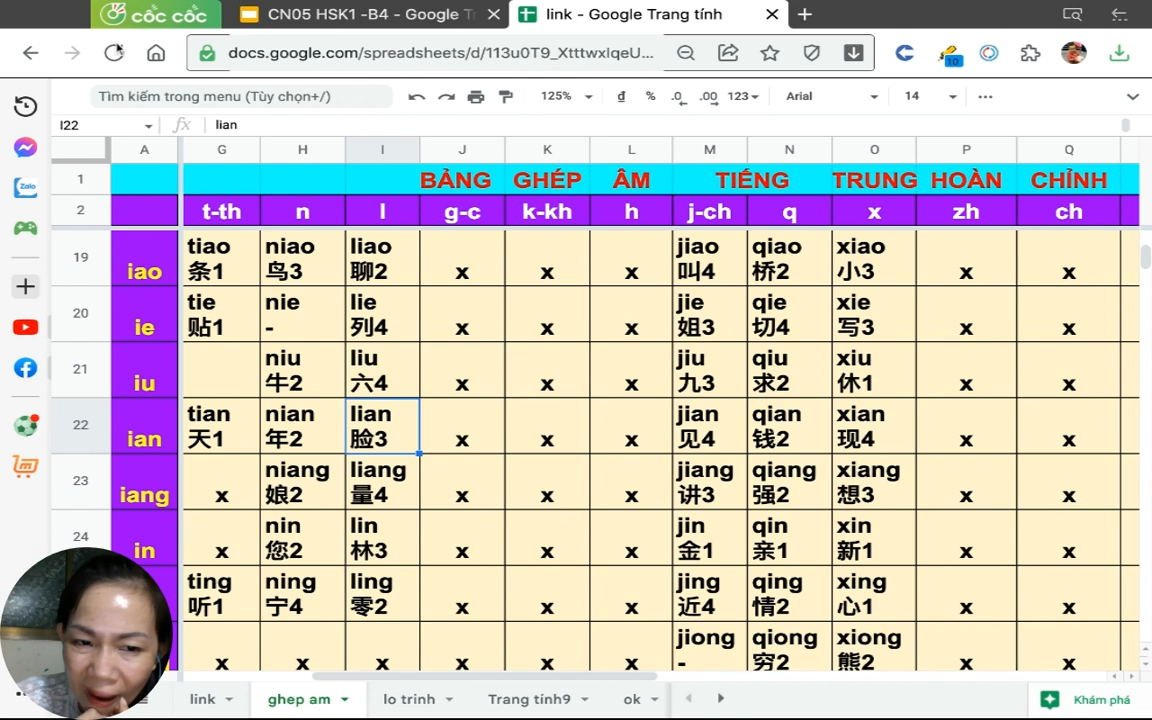 cốc cốc
CN05 HSK1 -B4 - Google Tr
link - Google Trang tính
docs.google.com/spreadsheets/d/113u0T9_XtttwxlqeU...
10
Zalo
Tìm kiếm trong menu (Tùy chọn+/)
125%
đ
%
.0
.00
123
Arial
14
I22
fx
lian
A G H I J K L M N O P Q
1 BẢNG GHÉP ÂM TIẾNG TRUNG HOÀN CHỈNH
2 t-th n l g-c k-kh h j-ch q x zh ch
19 tiao niao liao jiao qiao xiao
iao 条1 鸟3 聊2 x x x 叫4 桥2 小3 x x
20 tie nie lie jie qie xie
ie 贴1 - 列4 x x x 姐3 切4 写3 x x
21 niu liu jiu qiu xiu
iu 牛2 六4 x x x 九3 求2 休1 x x
22 tian nian lian jian qian xian
ian 天1 年2 脸3 x x x 见4 钱2 现4 x x
23 niang liang jiang qiang xiang
iang x 娘2 量4 x x x 讲3 强2 想3 x x
24 nin lin jin qin xin
in x 您2 林3 x x x 金1 亲1 新1 x x
ting ning ling jing qing xing
听1 宁4 零2 x x x 近4 情2 心1 x x
jiong qiong xiong
x x x x x x - 穷2 熊2 x x
link
ghep am
lo trinh
Trang tính9
ok
Khám phá